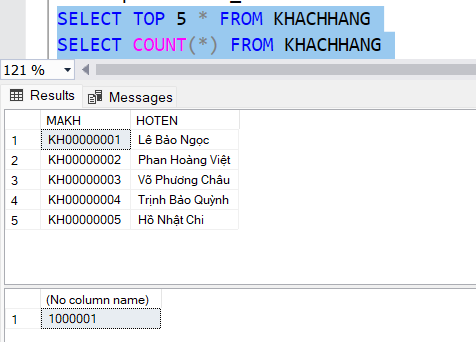 SELECT TOP 5 * FROM KHACHHANG
SELECT COUNT(*) FROM KHACHHANG
121 %
Results Messages
MAKH HOTEN
1 KH00000001 Lê Bảo Ngọc
2 KH00000002 Phan Hoàng Việt
3 KH00000003 Võ Phương Châu
4 KH00000004 Trịnh Bảo Quỳnh
5 KH00000005 Hồ Nhật Chi
(No column name)
1 1000001